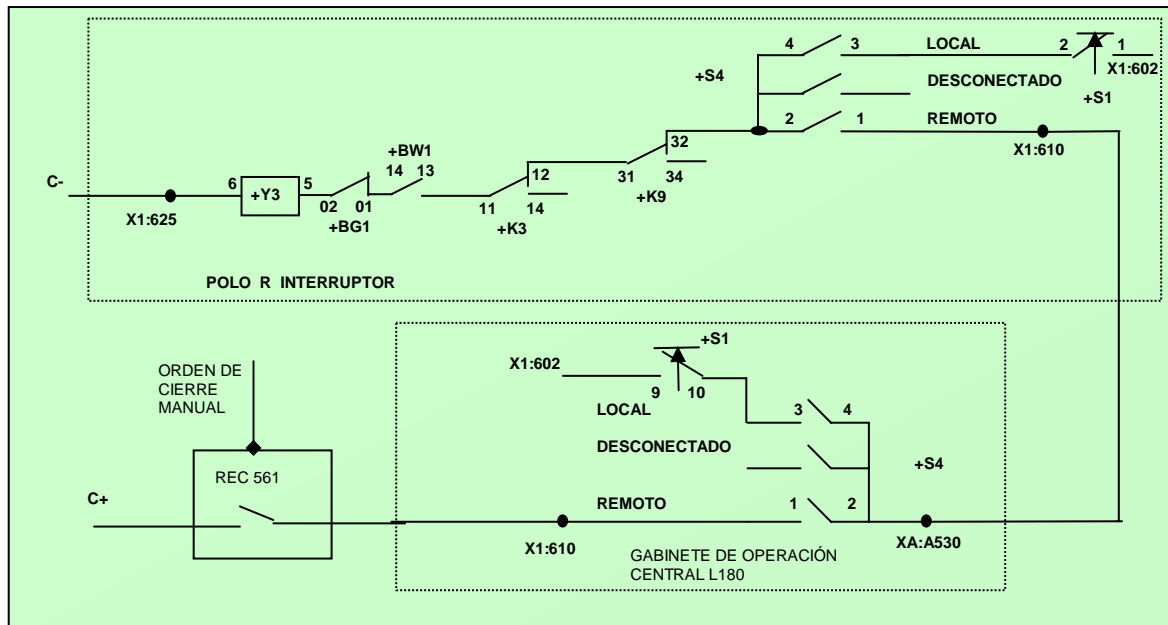 4 3 LOCAL 2 1
X1:602
+S4
DESCONECTADO
+S1
2 1 REMOTO
X1:610
32
31 34
+K9
+BW1
14 13
12
11 14
+K3
C-
6 +Y3 5
X1:625
02 01
+BG1
POLO R INTERRUPTOR
+S1
X1:602
9 10
LOCAL
3 4
DESCONECTADO
+S4
REMOTO
1 2
X1:610
XA:A530
GABINETE DE OPERACIÓN
CENTRAL L180
ORDEN DE
CIERRE
MANUAL
REC 561
C+